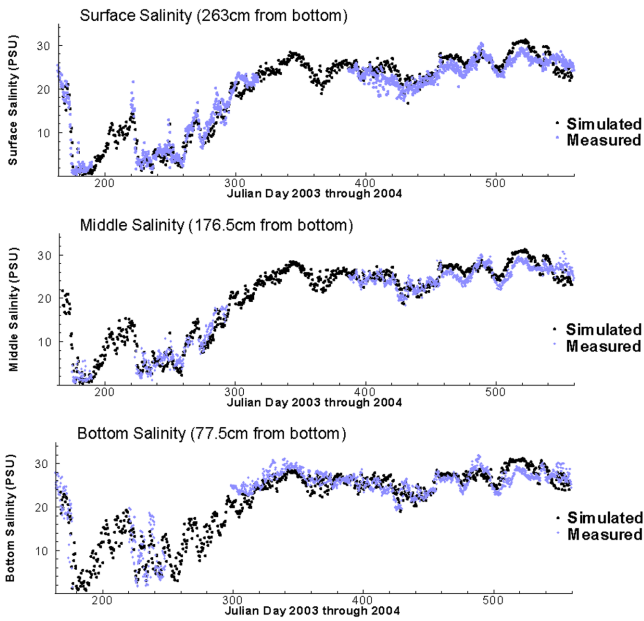 Surface Salinity (263cm from bottom)
Surface Salinity (PSU)
30
20
10
Simulated
Measured
200
300
400
500
Julian Day 2003 through 2004
Middle Salinity (176.5cm from bottom)
Middle Salinity (PSU)
30
20
10
Simulated
Measured
200
300
400
500
Julian Day 2003 through 2004
Bottom Salinity (77.5cm from bottom)
Bottom Salinity (PSU)
30
20
10
Simulated
Measured
200
300
400
500
Julian Day 2003 through 2004